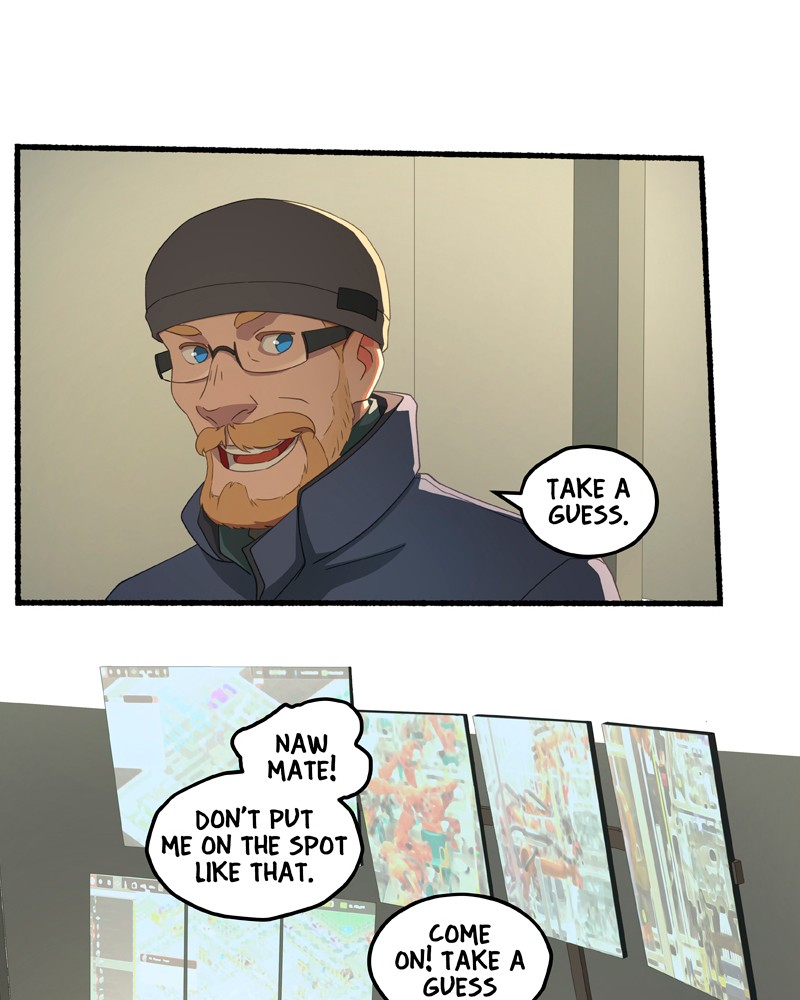 TAKE A
GUESS.
NAW
MATE!
DON'T PUT
ME ON THE SPOT
LIKE THAT.
COME
ON! TAKE A
GUESS